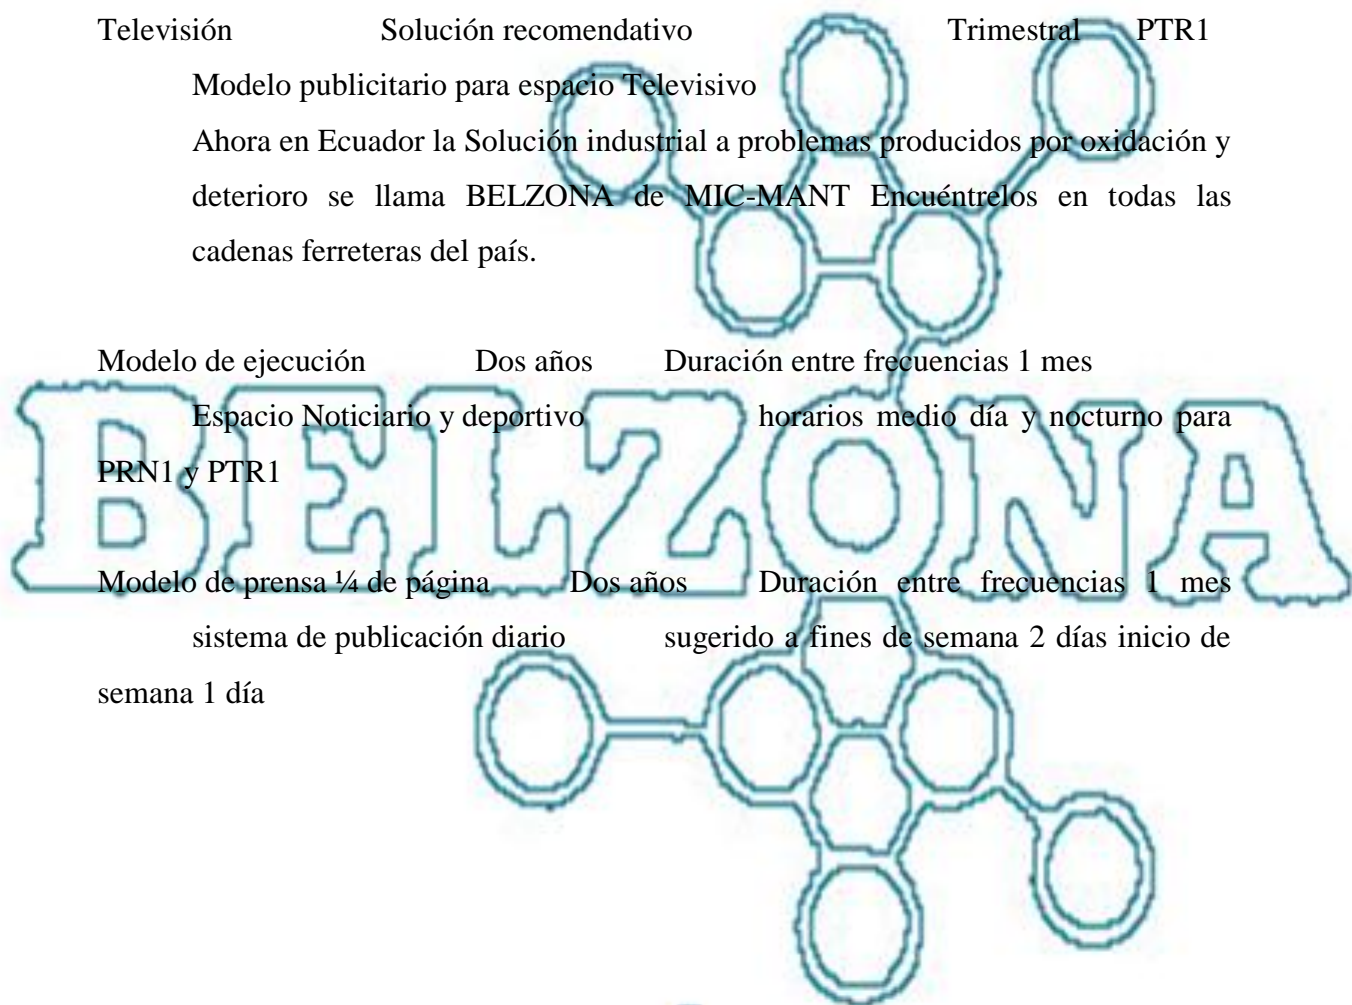 Televisión Solución recomendativo Trimestral PTR1
Modelo publicitario para espacio Televisivo
Ahora en Ecuador la Solución industrial a problemas producidos por oxidación y
deterioro se llama BELZONA de MIC-MANT Encuéntrelos en todas las
cadenas ferreteras del país.
Modelo de ejecución Dos años Duración entre frecuencias 1 mes
BELZONA
Espacio Noticiario y deportivo horarios medio día y nocturno para
PRN1 y PTR1
Modelo de prensa ¼ de página Dos años Duración entre frecuencias 1 mes
sistema de publicación diario sugerido a fines de semana 2 días inicio de
semana 1 día